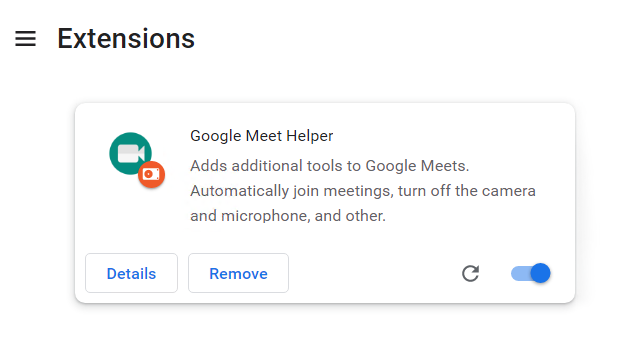 Extensions
Google Meet Helper
Adds additional tools to Google Meets.
Automatically join meetings, turn off the camera
and microphone, and other.
Details Remove